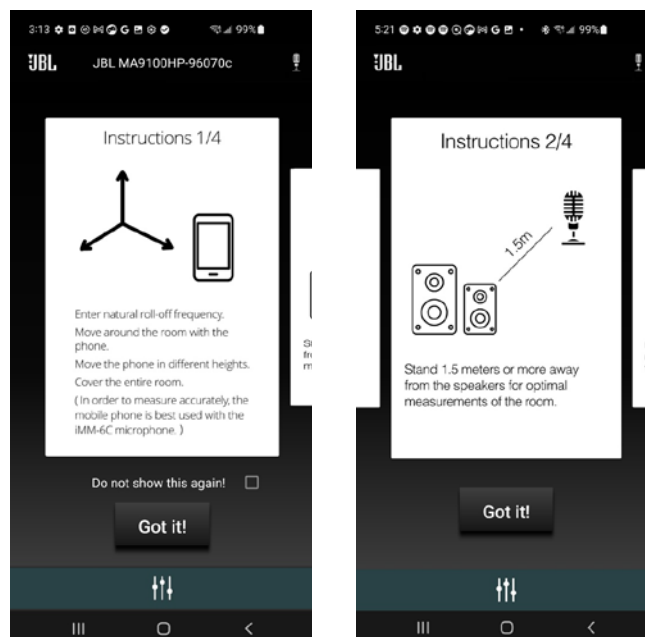 3:13 G 99%
JBL JBL MA9100HP-96070c
Instructions 1/4
Enter natural roll-off frequency.
Move around the room with the
phone.
Move the phone in different heights.
Cover the entire room.
( In order to measure accurately, the
mobile phone is best used with the
iMM-6C microphone. )
Do not show this again!
Got it!
5:21 G 99%
JBL
Instructions 2/4
1.5m
Stand 1.5 meters or more away
from the speakers for optimal
measurements of the room.
Got it!